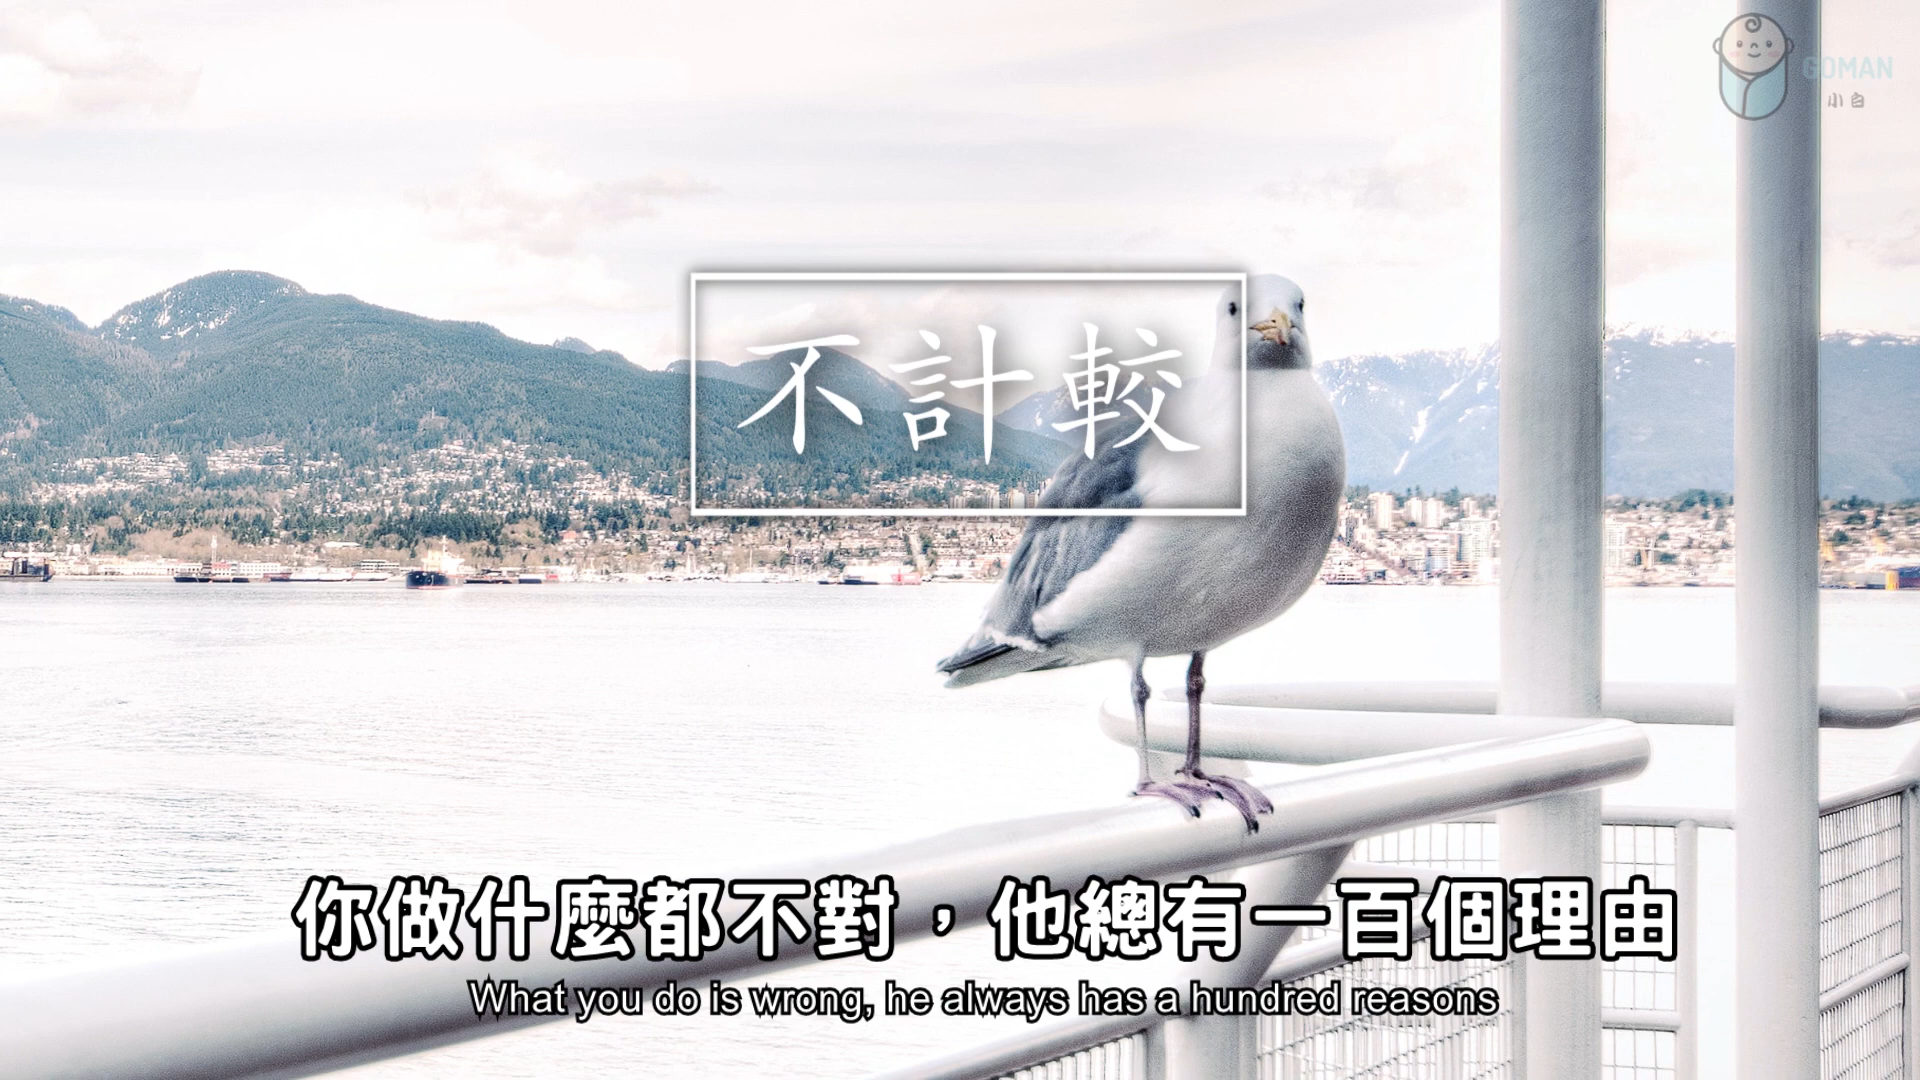 GOMAN
小白
不計較
你做什麼都不對，他總有一百個理由
What you do is wrong, he always has a hundred reasons